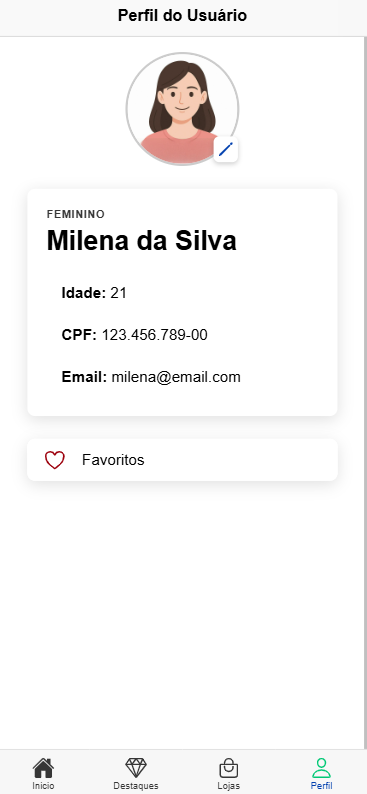 Perfil do Usuário
FEMININO
Milena da Silva
Idade: 21
CPF: 123.456.789-00
Email: milena@email.com
Favoritos
Inicio
Destaques
Lojas
Perfil